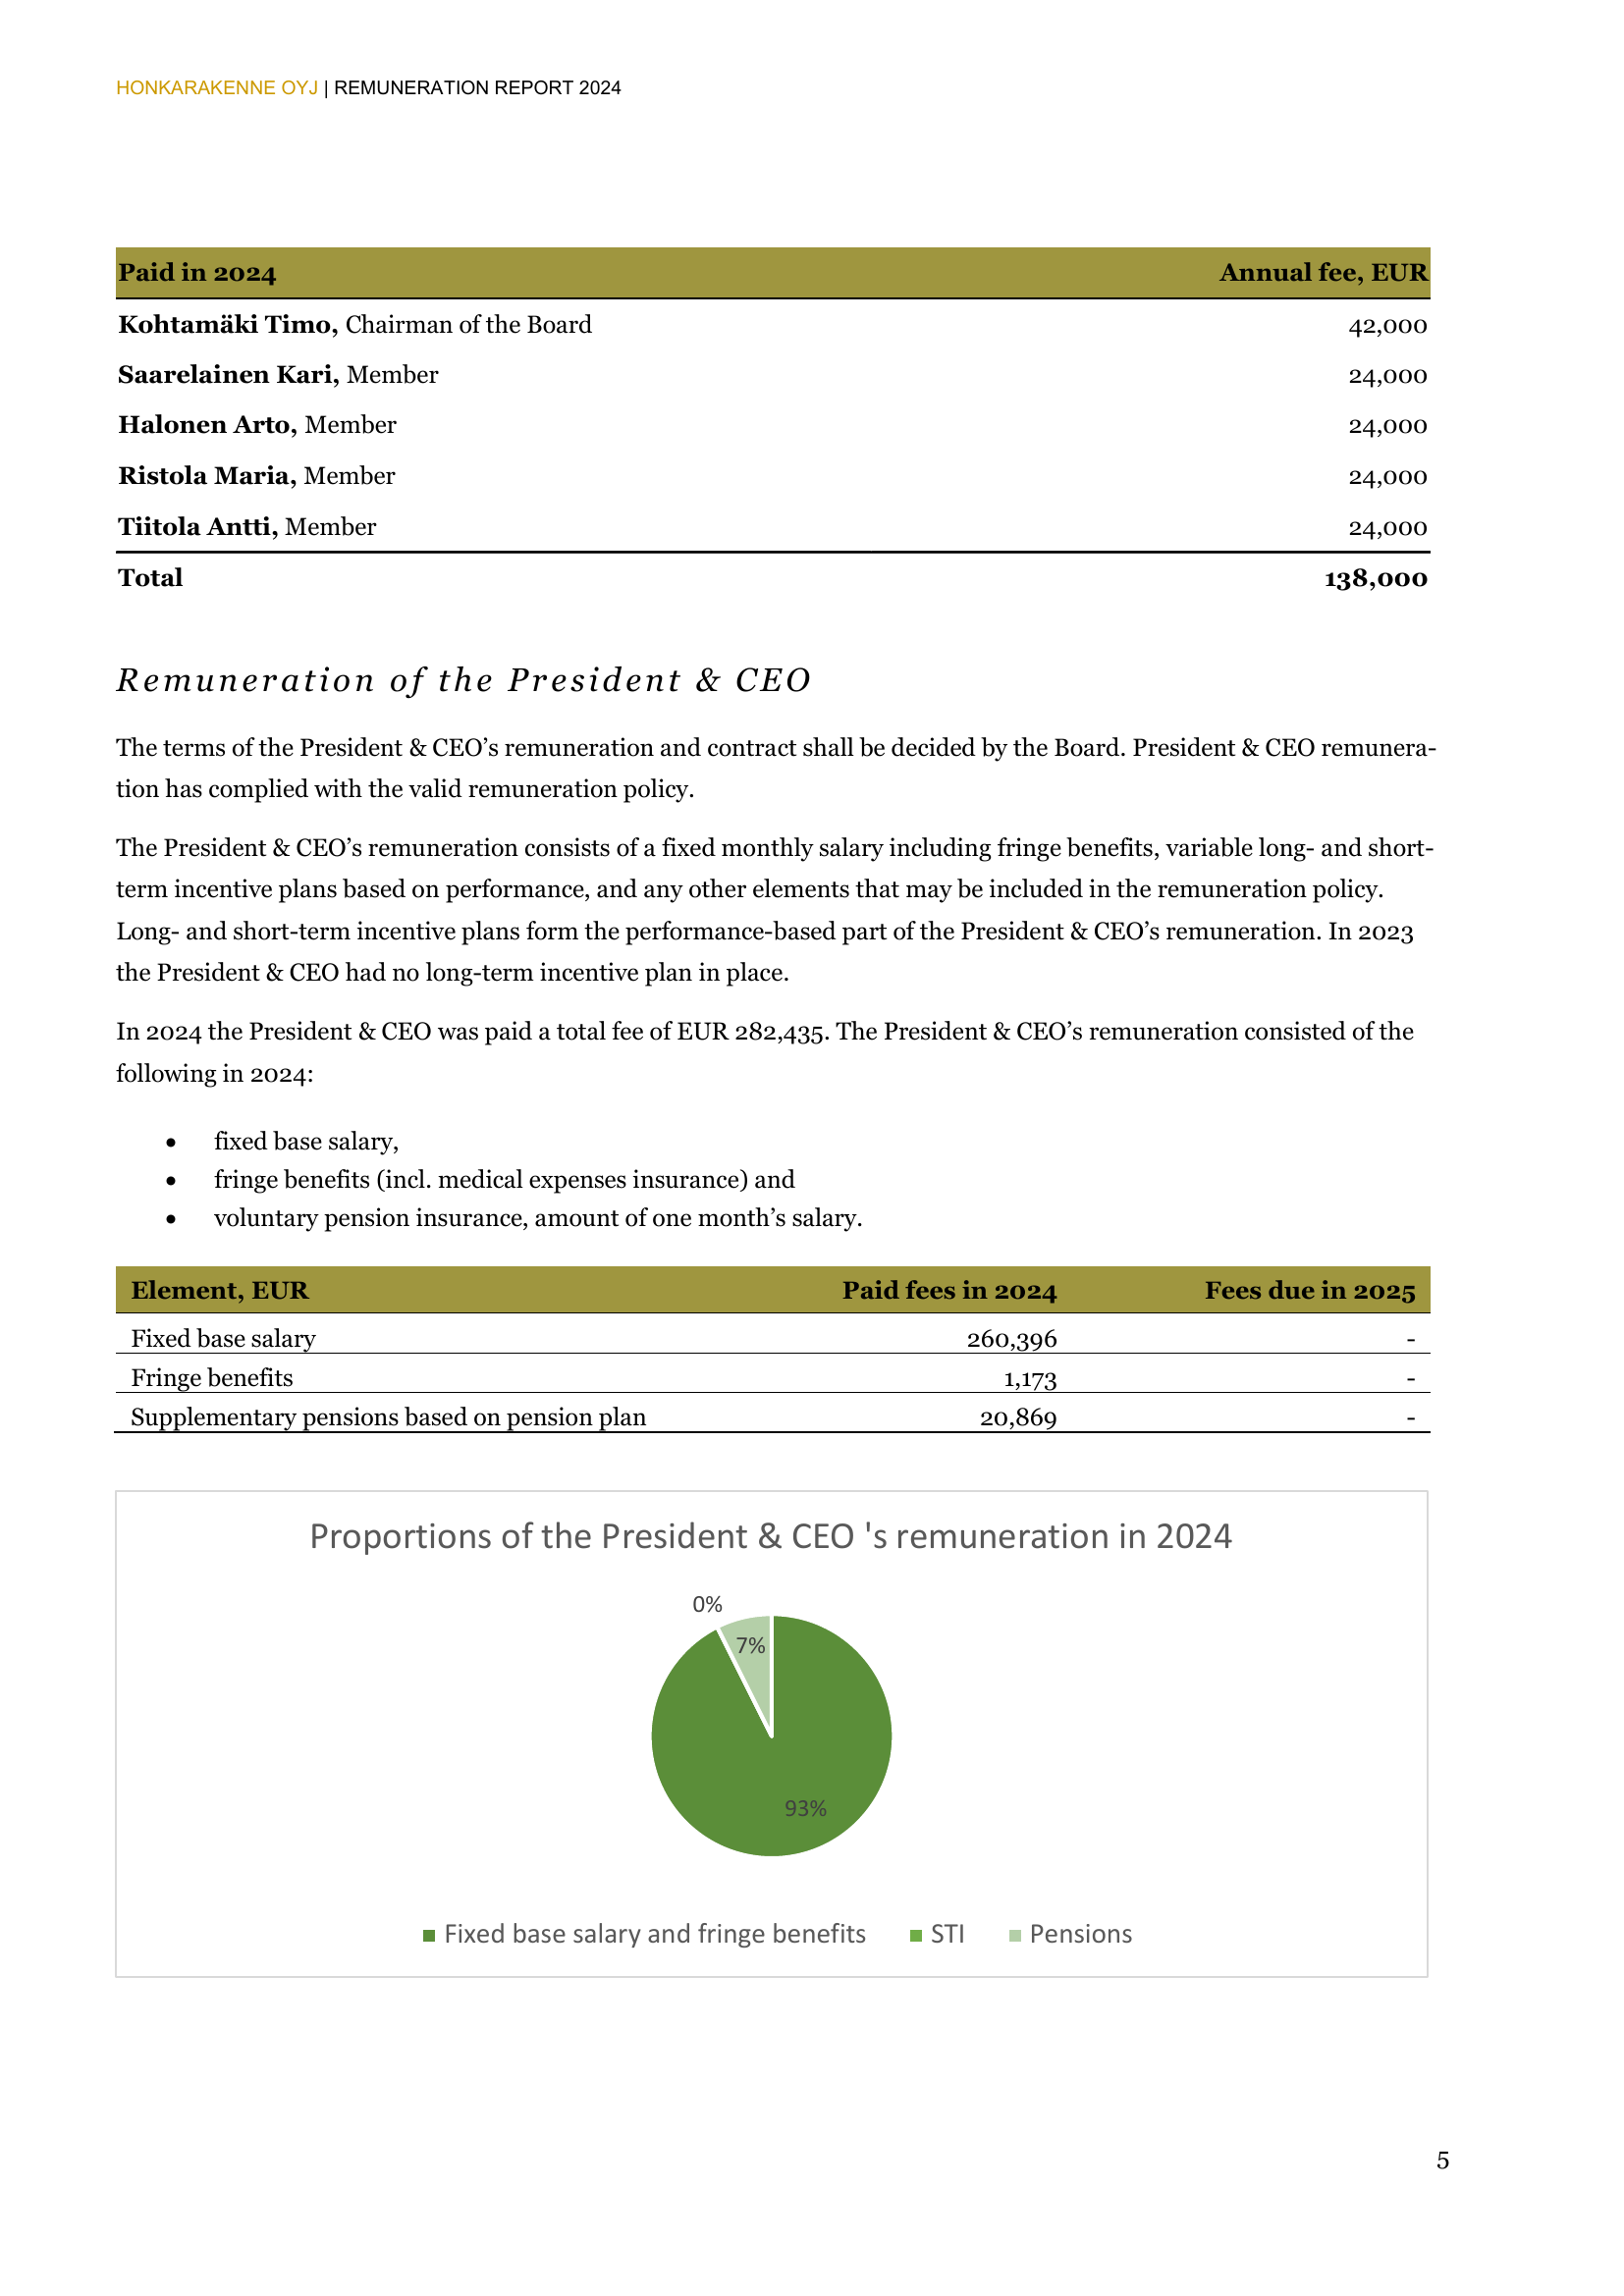 HONKARAKENNE OYJ | REMUNERATION REPORT 2024
Paid in 2024 Annual fee, EUR
Kohtamäki Timo, Chairman of the Board 42,000
Saarelainen Kari, Member 24,000
Halonen Arto, Member 24,000
Ristola Maria, Member 24,000
Tiitola Antti, Member 24,000
Total 138,000
Remuneration of the President & CEO
The terms of the President & CEO’s remuneration and contract shall be decided by the Board. President & CEO remunera-
tion has complied with the valid remuneration policy.
The President & CEO’s remuneration consists of a fixed monthly salary including fringe benefits, variable long- and short-
term incentive plans based on performance, and any other elements that may be included in the remuneration policy.
Long- and short-term incentive plans form the performance-based part of the President & CEO’s remuneration. In 2023
the President & CEO had no long-term incentive plan in place.
In 2024 the President & CEO was paid a total fee of EUR 282,435. The President & CEO’s remuneration consisted of the
following in 2024:
• fixed base salary,
• fringe benefits (incl. medical expenses insurance) and
• voluntary pension insurance, amount of one month’s salary.
Element, EUR Paid fees in 2024 Fees due in 2025
Fixed base salary 260,396 -
Fringe benefits 1,173 -
Supplementary pensions based on pension plan 20,869 -
Proportions of the President & CEO 's remuneration in 2024
0%
7%
93%
Fixed base salary and fringe benefits STI Pensions
5